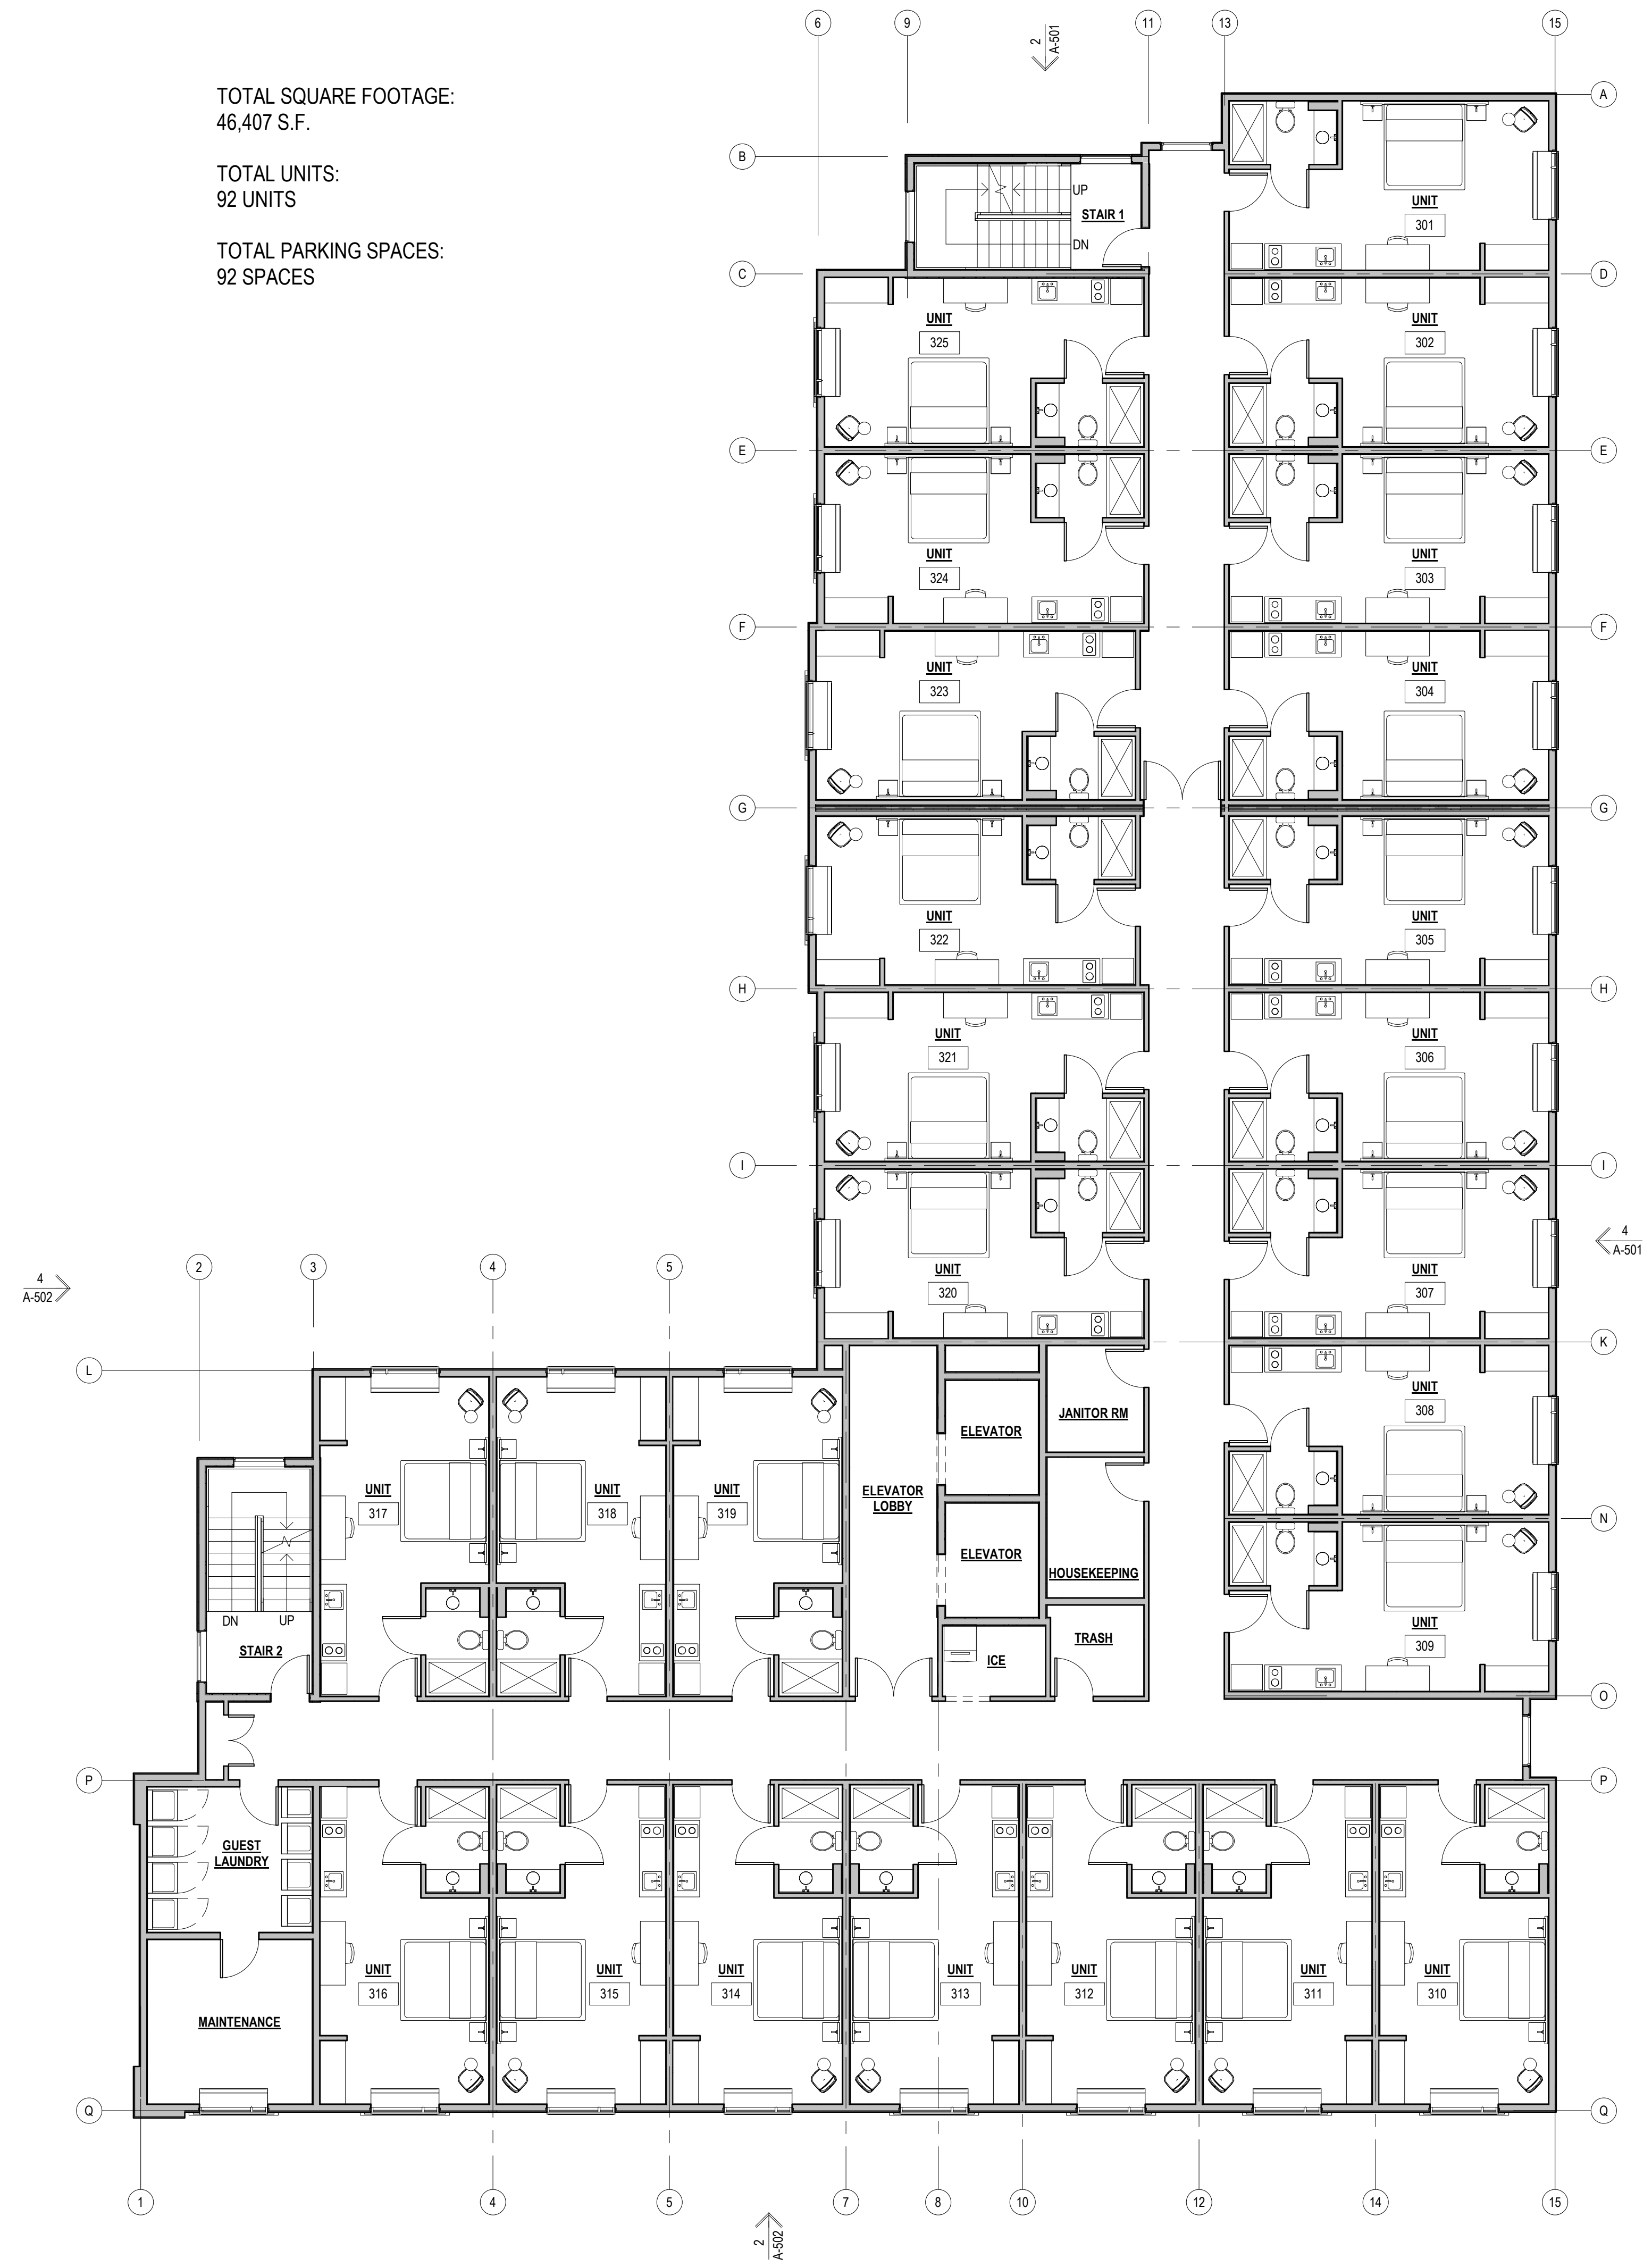 6
9
11
13
15
2
A-501
TOTAL SQUARE FOOTAGE:
46,407 S.F.
TOTAL UNITS:
92 UNITS
TOTAL PARKING SPACES:
92 SPACES
A
B
UP
STAIR 1
DN
UNIT
301
C
D
UNIT
325
UNIT
302
E
E
UNIT
324
UNIT
303
F
F
UNIT
323
UNIT
304
G
G
UNIT
322
UNIT
305
H
H
UNIT
321
UNIT
306
I
I
4
A-501
4
A-502
2
3
4
5
UNIT
320
UNIT
307
K
L
JANITOR RM
UNIT
308
ELEVATOR
UNIT
317
UNIT
318
UNIT
319
ELEVATOR
LOBBY
N
ELEVATOR
HOUSEKEEPING
DN
UP
STAIR 2
TRASH
ICE
UNIT
309
O
P
P
GUEST
LAUNDRY
UNIT
316
UNIT
315
UNIT
314
UNIT
313
UNIT
312
UNIT
311
UNIT
310
MAINTENANCE
Q
Q
1
4
5
7
8
10
12
14
15
2
A-502